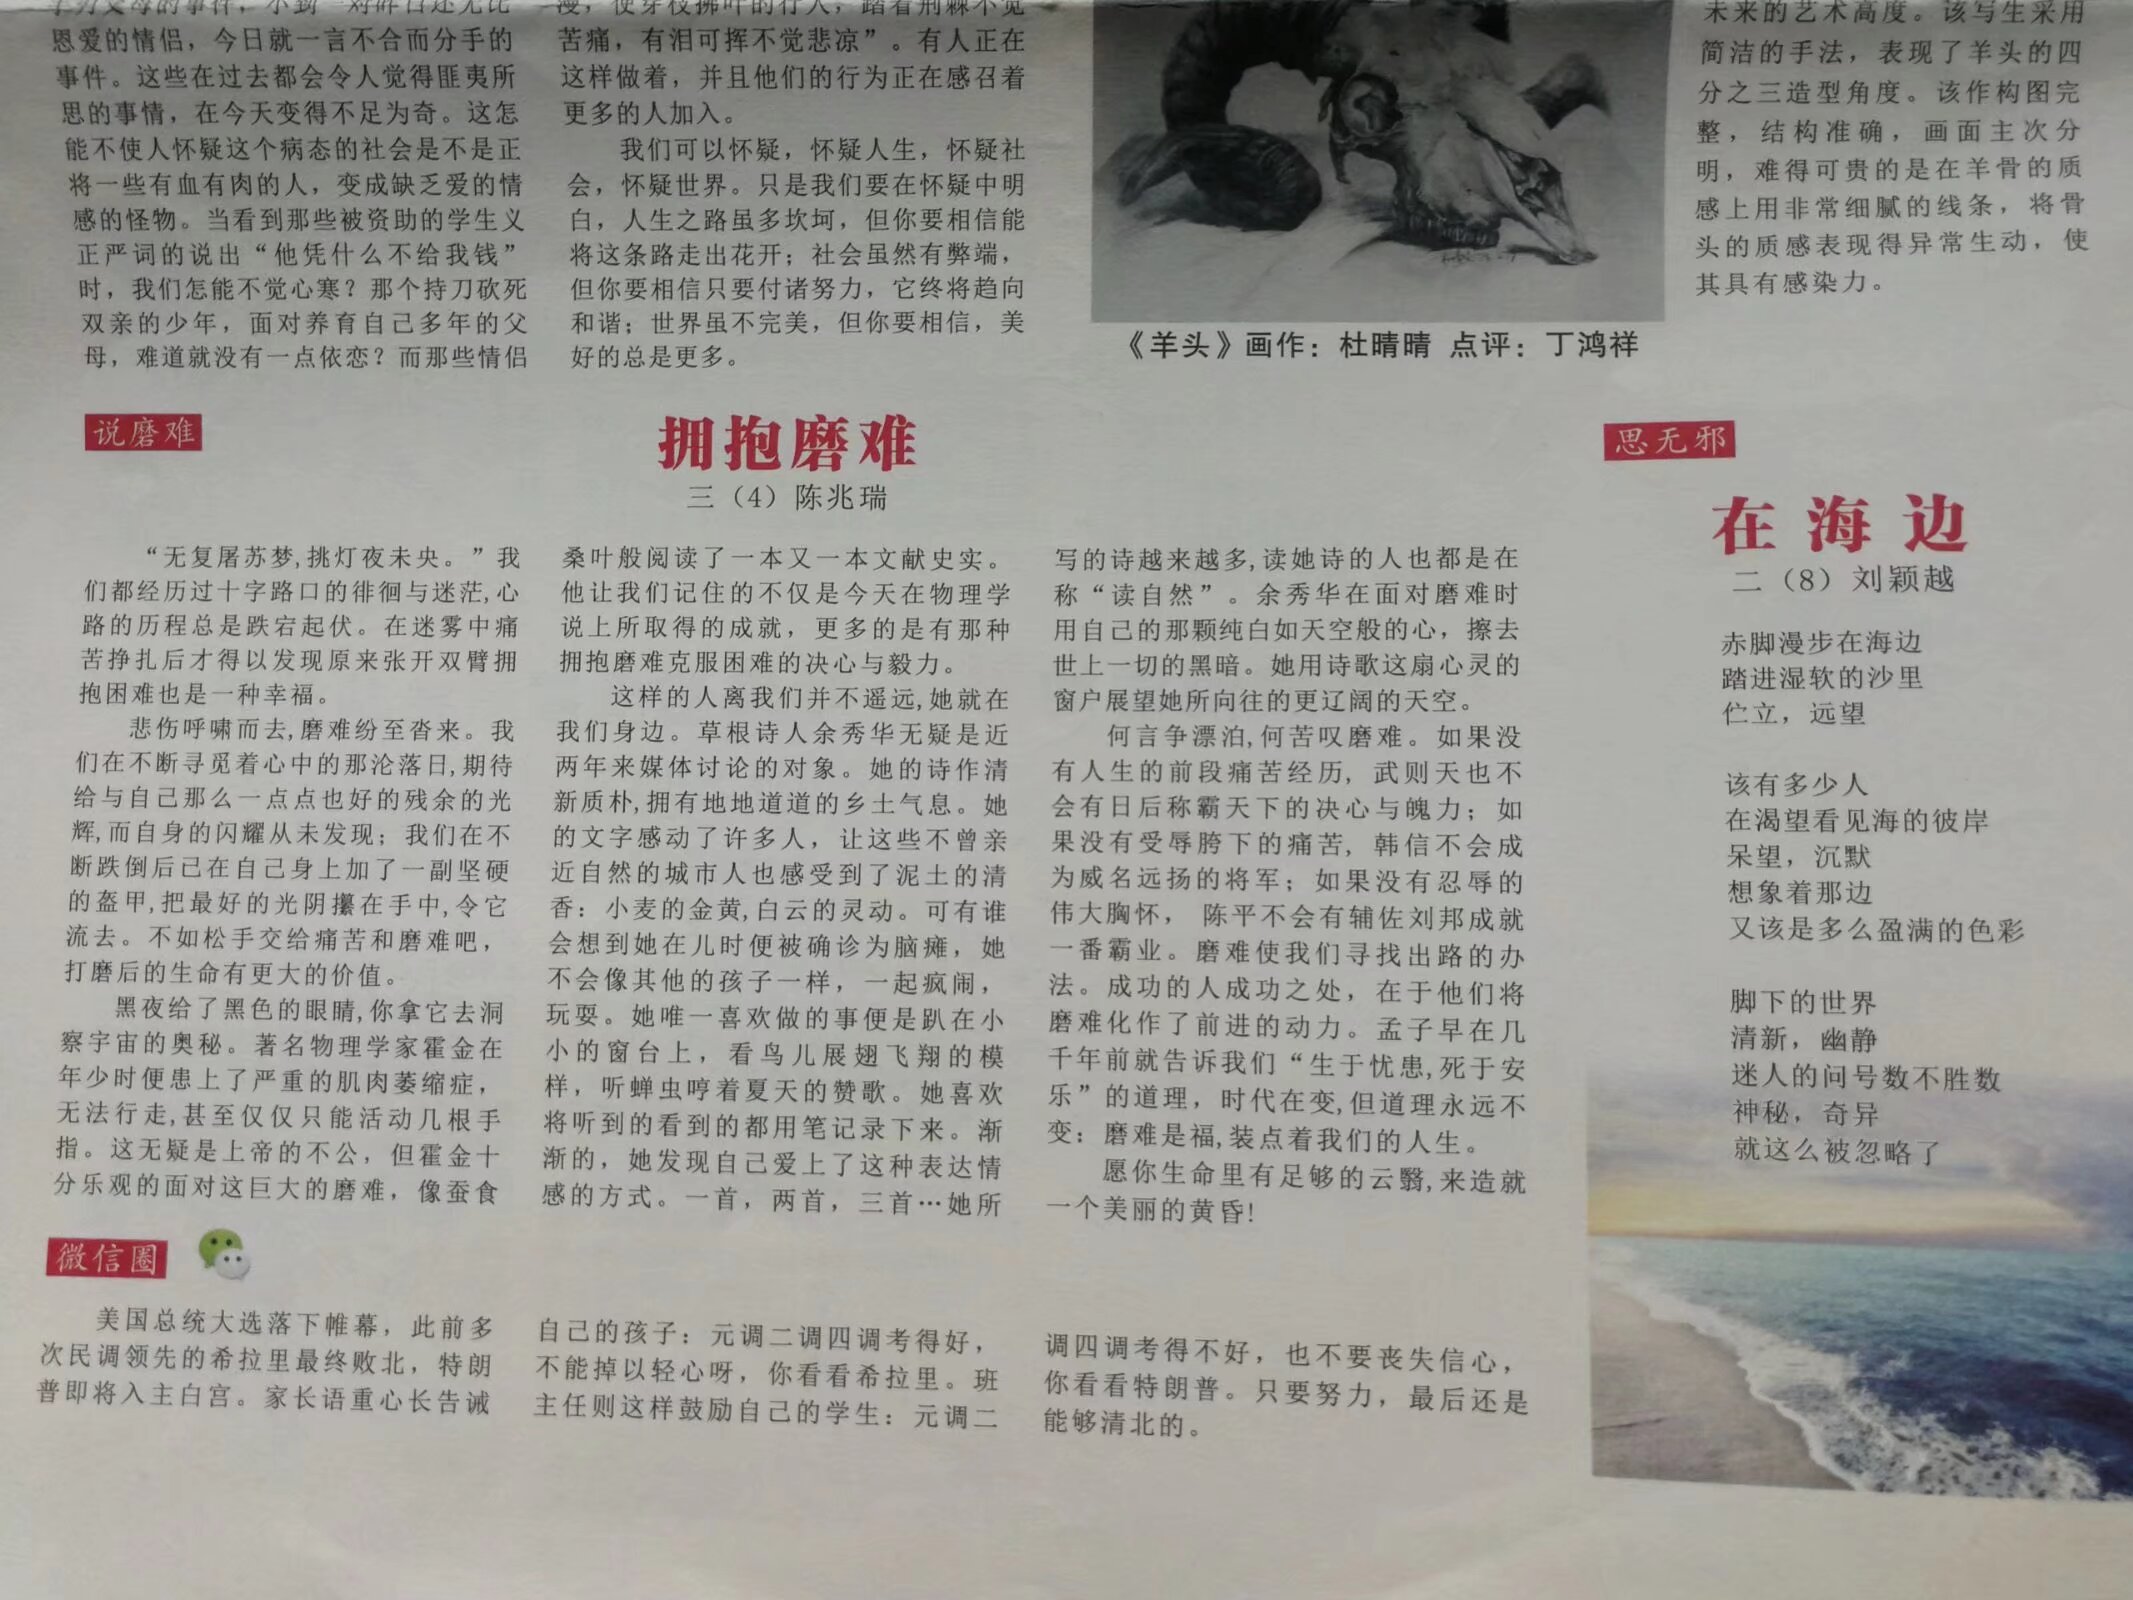 恩爱的情侣，今日就一言不合而分手的
事件。这些在过去都会令人觉得匪夷所
思的事情，在今天变得不足为奇。这怎
能不使人怀疑这个病态的社会是不是正
将一些有血有肉的人，变成缺乏爱的情
感的怪物。当看到那些被资助的学生义
正严词的说出“他凭什么不给我钱”
时，我们怎能不觉心寒？那个持刀砍死
双亲的少年，面对养育自己多年的父
母，难道就没有一点依恋？而那些情侣
漫，使穿枝拂叶的行人，踏着荆棘不觉
苦痛，有泪可挥不觉悲凉”。有人正在
这样做着，并且他们的行为正在感召着
更多的人加入。
我们可以怀疑，怀疑人生，怀疑社
会，怀疑世界。只是我们要在怀疑中明
白，人生之路虽多坎坷，但你要相信能
将这条路走出花开；社会虽然有弊端，
但你要相信只要付诸努力，它终将趋向
和谐；世界虽不完美，但你要相信，美
好的总是更多。
《羊头》画作：杜晴晴 点评：丁鸿祥
未来的艺术高度。该写生采用
简洁的手法，表现了羊头的四
分之三造型角度。该作构图完
整，结构准确，画面主次分
明，难得可贵的是在羊骨的质
感上用非常细腻的线条，将骨
头的质感表现得异常生动，使
其具有感染力。
说磨难
拥抱磨难
三（4）陈兆瑞
“无复屠苏梦,挑灯夜未央。”我
们都经历过十字路口的徘徊与迷茫,心
路的历程总是跌宕起伏。在迷雾中痛
苦挣扎后才得以发现原来张开双臂拥
抱困难也是一种幸福。
悲伤呼啸而去,磨难纷至沓来。我
们在不断寻觅着心中的那沦落日,期待
给与自己那么一点点也好的残余的光
辉,而自身的闪耀从未发现；我们在不
断跌倒后已在自己身上加了一副坚硬
的盔甲,把最好的光阴攥在手中,令它
流去。不如松手交给痛苦和磨难吧，
打磨后的生命有更大的价值。
黑夜给了黑色的眼睛,你拿它去洞
察宇宙的奥秘。著名物理学家霍金在
年少时便患上了严重的肌肉萎缩症，
无法行走,甚至仅仅只能活动几根手
指。这无疑是上帝的不公，但霍金十
分乐观的面对这巨大的磨难，像蚕食
桑叶般阅读了一本又一本文献史实。
他让我们记住的不仅是今天在物理学
说上所取得的成就，更多的是有那种
拥抱磨难克服困难的决心与毅力。
这样的人离我们并不遥远,她就在
我们身边。草根诗人余秀华无疑是近
两年来媒体讨论的对象。她的诗作清
新质朴,拥有地地道道的乡土气息。她
的文字感动了许多人，让这些不曾亲
近自然的城市人也感受到了泥土的清
香：小麦的金黄,白云的灵动。可有谁
会想到她在儿时便被确诊为脑瘫，她
不会像其他的孩子一样，一起疯闹，
玩耍。她唯一喜欢做的事便是趴在小
小的窗台上，看鸟儿展翅飞翔的模
样，听蝉虫哼着夏天的赞歌。她喜欢
将听到的看到的都用笔记录下来。渐
渐的，她发现自己爱上了这种表达情
感的方式。一首，两首，三首…她所
写的诗越来越多,读她诗的人也都是在
称“读自然”。余秀华在面对磨难时
用自己的那颗纯白如天空般的心，擦去
世上一切的黑暗。她用诗歌这扇心灵的
窗户展望她所向往的更辽阔的天空。
何言争漂泊,何苦叹磨难。如果没
有人生的前段痛苦经历, 武则天也不
会有日后称霸天下的决心与魄力；如
果没有受辱胯下的痛苦, 韩信不会成
为威名远扬的将军；如果没有忍辱的
伟大胸怀， 陈平不会有辅佐刘邦成就
一番霸业。磨难使我们寻找出路的办
法。成功的人成功之处，在于他们将
磨难化作了前进的动力。孟子早在几
千年前就告诉我们“生于忧患,死于安
乐”的道理，时代在变,但道理永远不
变：磨难是福,装点着我们的人生。
愿你生命里有足够的云翳,来造就
一个美丽的黄昏!
思无邪
在海边
二（8）刘颖越
赤脚漫步在海边
踏进湿软的沙里
伫立，远望
该有多少人
在渴望看见海的彼岸
呆望，沉默
想象着那边
又该是多么盈满的色彩
脚下的世界
清新，幽静
迷人的问号数不胜数
神秘，奇异
就这么被忽略了
微信圈
美国总统大选落下帷幕，此前多
次民调领先的希拉里最终败北，特朗
普即将入主白宫。家长语重心长告诫
自己的孩子：元调二调四调考得好，
不能掉以轻心呀，你看看希拉里。班
主任则这样鼓励自己的学生：元调二
调四调考得不好，也不要丧失信心，
你看看特朗普。只要努力，最后还是
能够清北的。